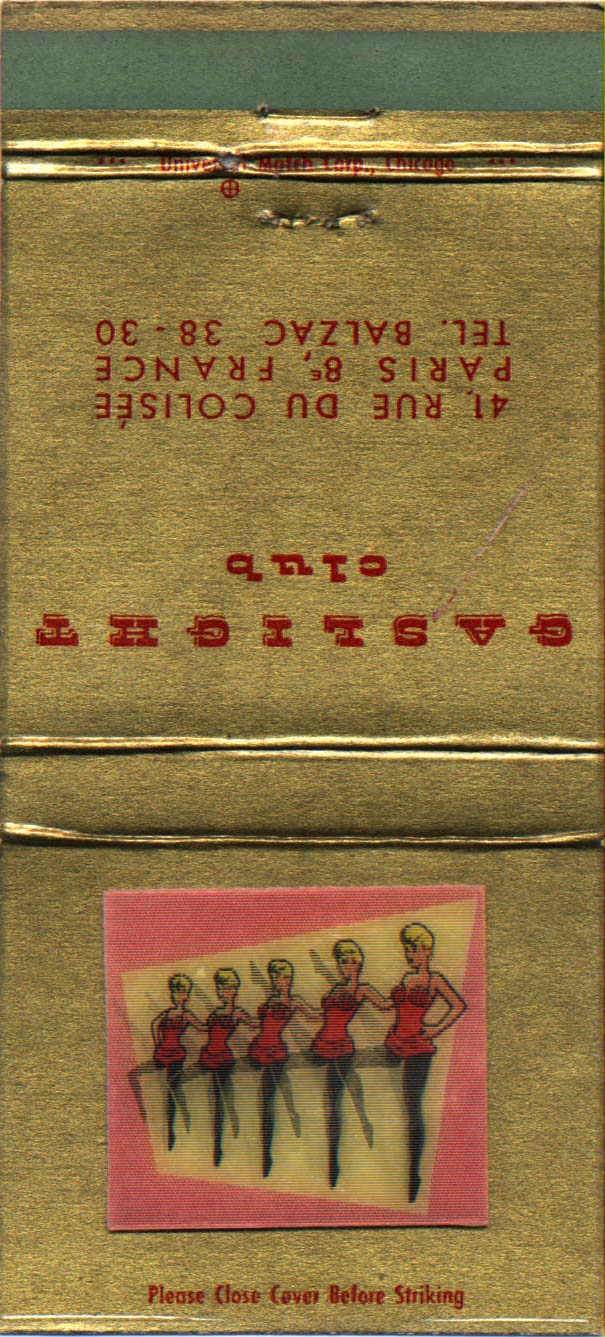 *** Universal Match Corp., Chicago ***
GASLIGHT
club
41, RUE DU COLISÉE
PARIS 8e, FRANCE
TEL. BALZAC 38-30
Please Close Cover Before Striking